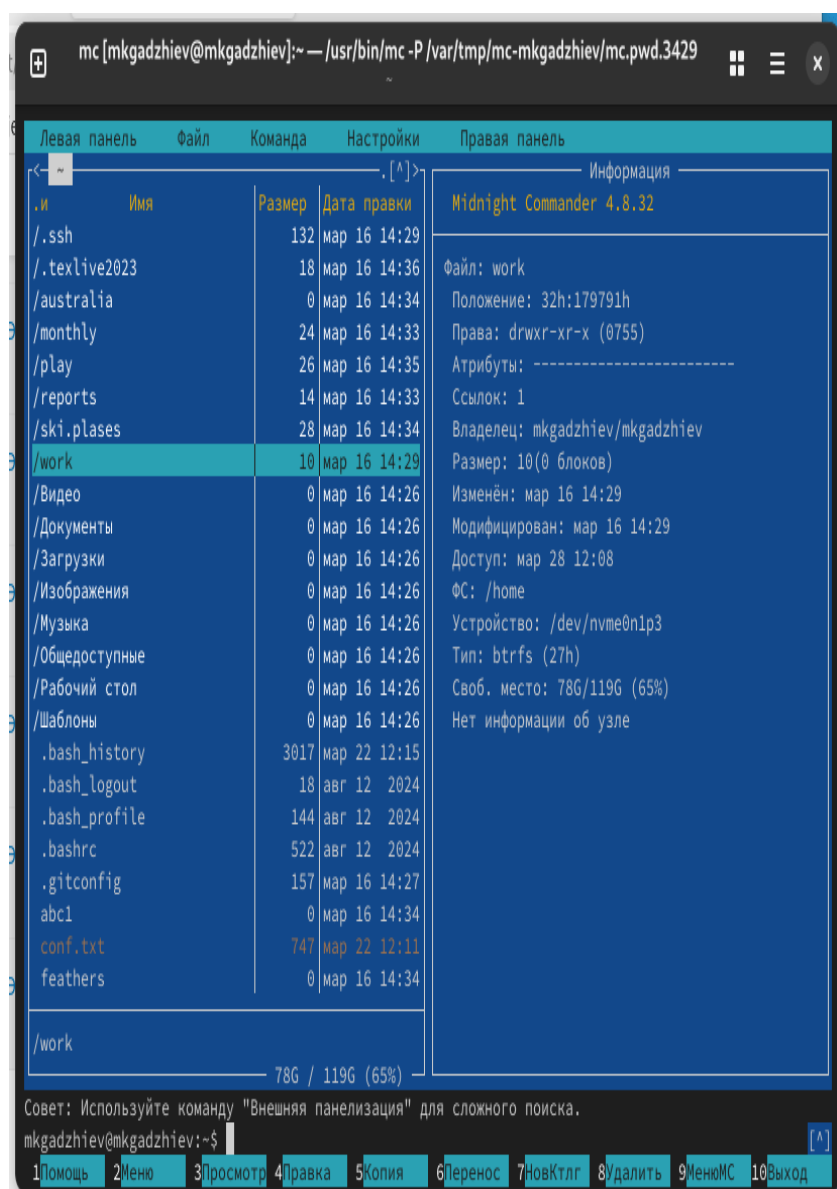 mc [mkgadzhiev@mkgadzhiev]:~ — /usr/bin/mc -P /var/tmp/mc-mkgadzhiev/mc.pwd.3429
~
Левая панель Файл Команда Настройки Правая панель
<- ~ .[^]>
.и Имя Размер Дата правки
/.ssh 132 мар 16 14:29
/.texlive2023 18 мар 16 14:36
/australia 0 мар 16 14:34
/monthly 24 мар 16 14:33
/play 26 мар 16 14:35
/reports 14 мар 16 14:33
/ski.plases 28 мар 16 14:34
/work 10 мар 16 14:29
/Видео 0 мар 16 14:26
/Документы 0 мар 16 14:26
/Загрузки 0 мар 16 14:26
/Изображения 0 мар 16 14:26
/Музыка 0 мар 16 14:26
/Общедоступные 0 мар 16 14:26
/Рабочий стол 0 мар 16 14:26
/Шаблоны 0 мар 16 14:26
.bash_history 3017 мар 22 12:15
.bash_logout 18 авг 12 2024
.bash_profile 144 авг 12 2024
.bashrc 522 авг 12 2024
.gitconfig 157 мар 16 14:27
abc1 0 мар 16 14:34
conf.txt 747 мар 22 12:11
feathers 0 мар 16 14:34
/work
78G / 119G (65%)
Информация
Midnight Commander 4.8.32
Файл: work
Положение: 32h:179791h
Права: drwxr-xr-x (0755)
Атрибуты: -------------------------
Ссылок: 1
Владелец: mkgadzhiev/mkgadzhiev
Размер: 10(0 блоков)
Изменён: мар 16 14:29
Модифицирован: мар 16 14:29
Доступ: мар 28 12:08
ФС: /home
Устройство: /dev/nvme0n1p3
Тип: btrfs (27h)
Своб. место: 78G/119G (65%)
Нет информации об узле
Совет: Используйте команду "Внешняя панелизация" для сложного поиска.
mkgadzhiev@mkgadzhiev:~$ [^]
1Помощь 2Меню 3Просмотр 4Правка 5Копия 6Перенос 7НовКтлг 8Удалить 9МенюМС 10Выход